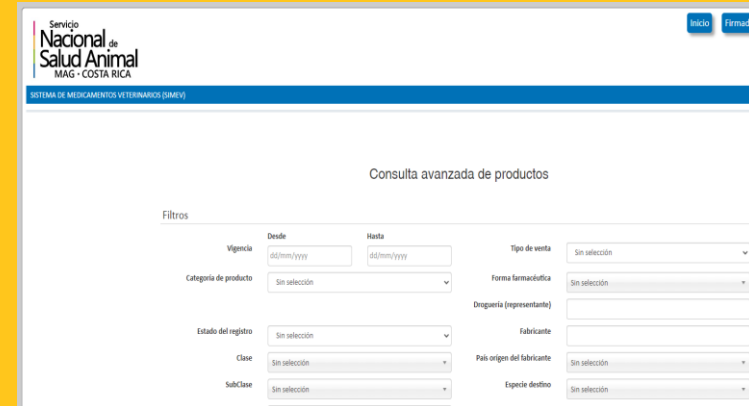 Servicio
Nacional de
Salud Animal
MAG - COSTA RICA
Inicio
SISTEMA DE MEDICAMENTOS VETERINARIOS (SIMEV)
Consulta avanzada de productos
Filtros
Desde Hasta
Vigencia dd/mm/yyyy dd/mm/yyyy Tipo de venta Sin selección
Categoría de producto Sin selección Forma farmacéutica Sin selección
Droguería (representante)
Estado del registro Sin selección Fabricante
Clase Sin selección País origen del fabricante Sin selección
SubClase Sin selección Especie destino Sin selección